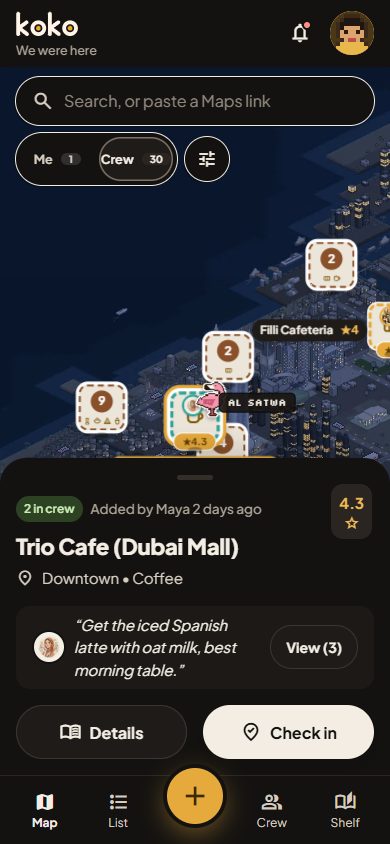 koko
We were here
Search, or paste a Maps link
Me 1 Crew 30
2
Filli Cafeteria ★4
2
AL SATWA
9
★4.3
4
2 in crew Added by Maya 2 days ago
4.3
Trio Cafe (Dubai Mall)
Downtown • Coffee
“Get the iced Spanish
latte with oat milk, best
morning table.”
View (3)
Details Check in
Map List Crew Shelf